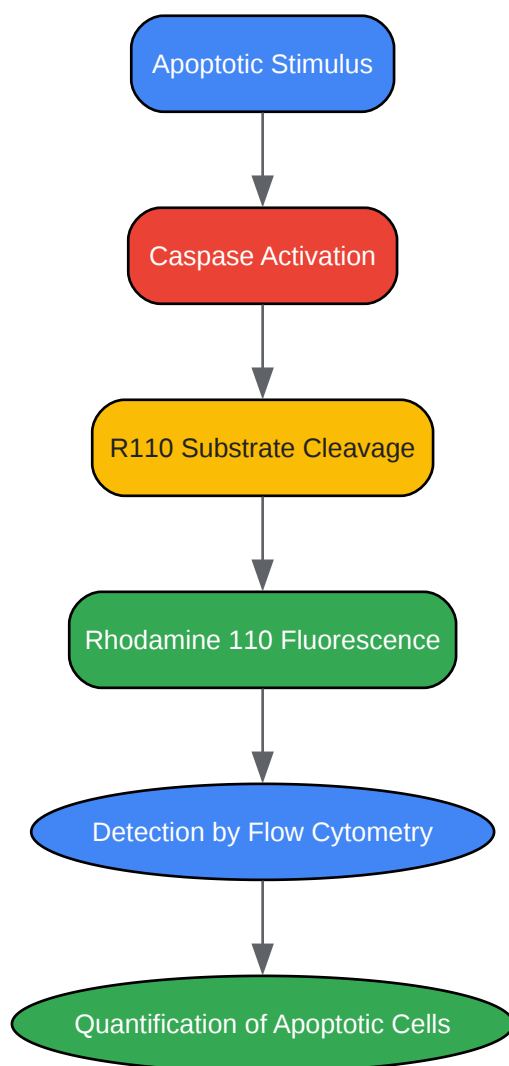 Apoptotic Stimulus
Caspase Activation
R110 Substrate Cleavage
Rhodamine 110 Fluorescence
Detection by Flow Cytometry
Quantification of Apoptotic Cells